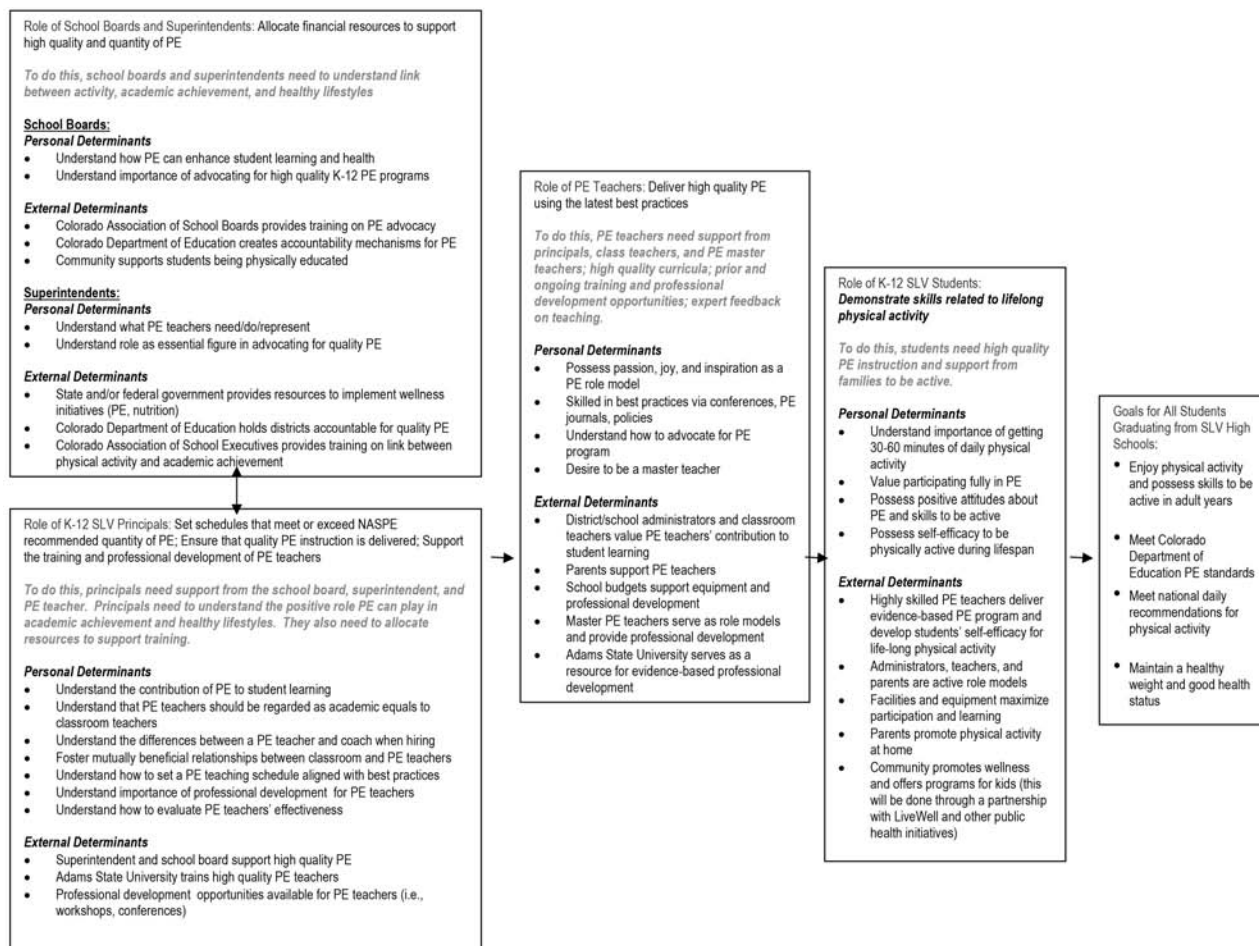 Role of School Boards and Superintendents: Allocate financial resources to support
high quality and quantity of PE
To do this, school boards and superintendents need to understand link
between activity, academic achievement, and healthy lifestyles
School Boards:
Personal Determinants
• Understand how PE can enhance student learning and health
• Understand importance of advocating for high quality K-12 PE programs
External Determinants
• Colorado Association of School Boards provides training on PE advocacy
• Colorado Department of Education creates accountability mechanisms for PE
• Community supports students being physically educated
Superintendents:
Personal Determinants
• Understand what PE teachers need/do/represent
• Understand role as essential figure in advocating for quality PE
External Determinants
• State and/or federal government provides resources to implement wellness
initiatives (PE, nutrition)
• Colorado Department of Education holds districts accountable for quality PE
• Colorado Association of School Executives provides training on link between
physical activity and academic achievement
Role of K-12 SLV Principals: Set schedules that meet or exceed NASPE
recommended quantity of PE; Ensure that quality PE instruction is delivered; Support
the training and professional development of PE teachers
To do this, principals need support from the school board, superintendent, and
PE teacher. Principals need to understand the positive role PE can play in
academic achievement and healthy lifestyles. They also need to allocate
resources to support training.
Personal Determinants
• Understand the contribution of PE to student learning
• Understand that PE teachers should be regarded as academic equals to
classroom teachers
• Understand the differences between a PE teacher and coach when hiring
• Foster mutually beneficial relationships between classroom and PE teachers
• Understand how to set a PE teaching schedule aligned with best practices
• Understand importance of professional development for PE teachers
• Understand how to evaluate PE teachers' effectiveness
External Determinants
• Superintendent and school board support high quality PE
• Adams State University trains high quality PE teachers
• Professional development opportunities available for PE teachers (i.e.,
workshops, conferences)
Role of PE Teachers: Deliver high quality PE
using the latest best practices
To do this, PE teachers need support from
principals, class teachers, and PE master
teachers; high quality curricula; prior and
ongoing training and professional
development opportunities; expert feedback
on teaching.
Personal Determinants
• Possess passion, joy, and inspiration as a
PE role model
• Skilled in best practices via conferences, PE
journals, policies
• Understand how to advocate for PE
program
• Desire to be a master teacher
External Determinants
• District/school administrators and classroom
teachers value PE teachers' contribution to
student learning
• Parents support PE teachers
• School budgets support equipment and
professional development
• Master PE teachers serve as role models
and provide professional development
• Adams State University serves as a
resource for evidence-based professional
development
Role of K-12 SLV Students:
Demonstrate skills related to lifelong
physical activity
To do this, students need high quality
PE instruction and support from
families to be active.
Personal Determinants
• Understand importance of getting
30-60 minutes of daily physical
activity
• Value participating fully in PE
• Possess positive attitudes about
PE and skills to be active
• Possess self-efficacy to be
physically active during lifespan
External Determinants
• Highly skilled PE teachers deliver
evidence-based PE program and
develop students' self-efficacy for
life-long physical activity
• Administrators, teachers, and
parents are active role models
• Facilities and equipment maximize
participation and learning
• Parents promote physical activity
at home
• Community promotes wellness
and offers programs for kids (this
will be done through a partnership
with LiveWell and other public
health initiatives)
Goals for All Students
Graduating from SLV High
Schools:
• Enjoy physical activity
and possess skills to be
active in adult years
• Meet Colorado
Department of
Education PE standards
• Meet national daily
recommendations for
physical activity
• Maintain a healthy
weight and good health
status